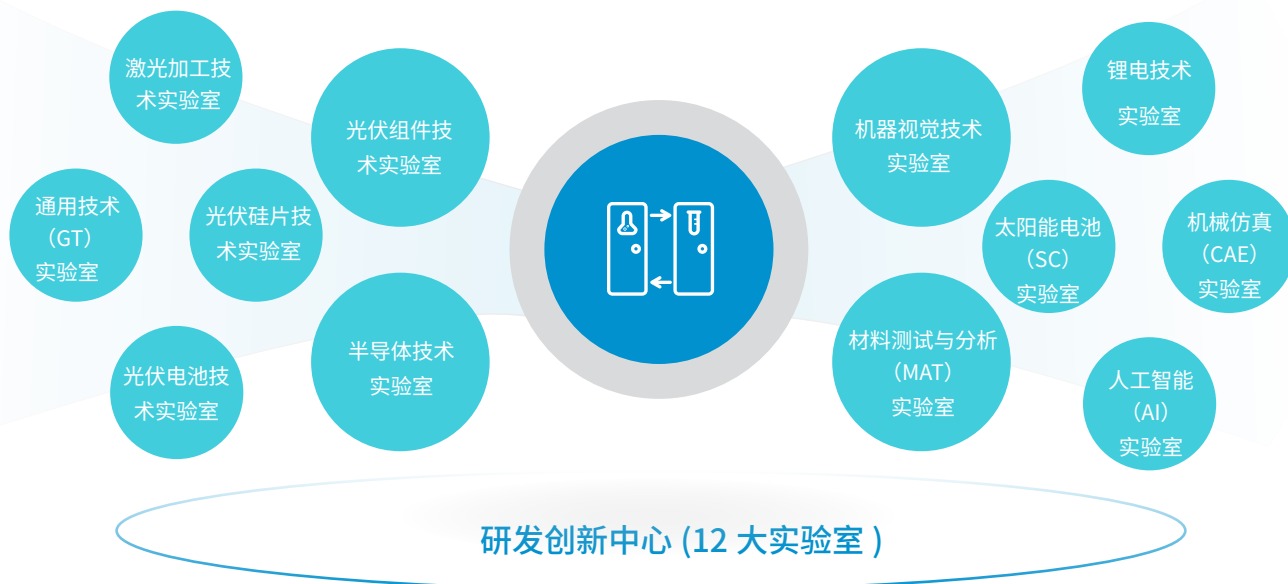 激光加工技
术实验室
光伏组件技
术实验室
通用技术
（GT）
实验室
光伏硅片技
术实验室
光伏电池技
术实验室
半导体技术
实验室
机器视觉技术
实验室
锂电技术
实验室
太阳能电池
（SC）
实验室
机械仿真
（CAE）
实验室
材料测试与分析
（MAT）
实验室
人工智能
（AI）
实验室
研发创新中心 (12 大实验室 )